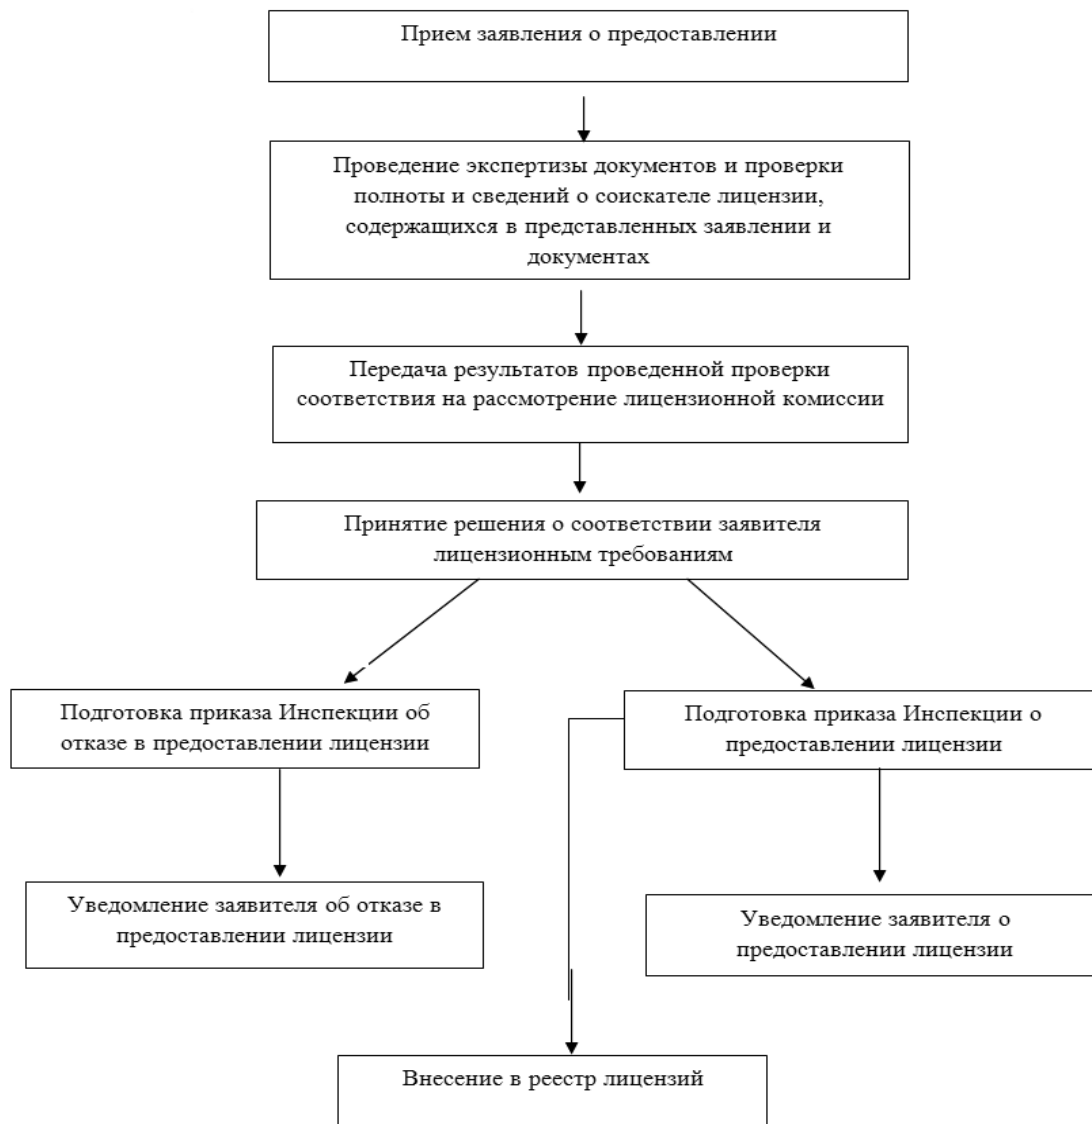 Прием заявления о предоставлении
Проведение экспертизы документов и проверки
полноты и сведений о соискателе лицензии,
содержащихся в представленных заявлении и
документах
Передача результатов проведенной проверки
соответствия на рассмотрение лицензионной комиссии
Принятие решения о соответствии заявителя
лицензионным требованиям
Подготовка приказа Инспекции об
отказе в предоставлении лицензии
Подготовка приказа Инспекции о
предоставлении лицензии
Уведомление заявителя об отказе в
предоставлении лицензии
Уведомление заявителя о
предоставлении лицензии
Внесение в реестр лицензий